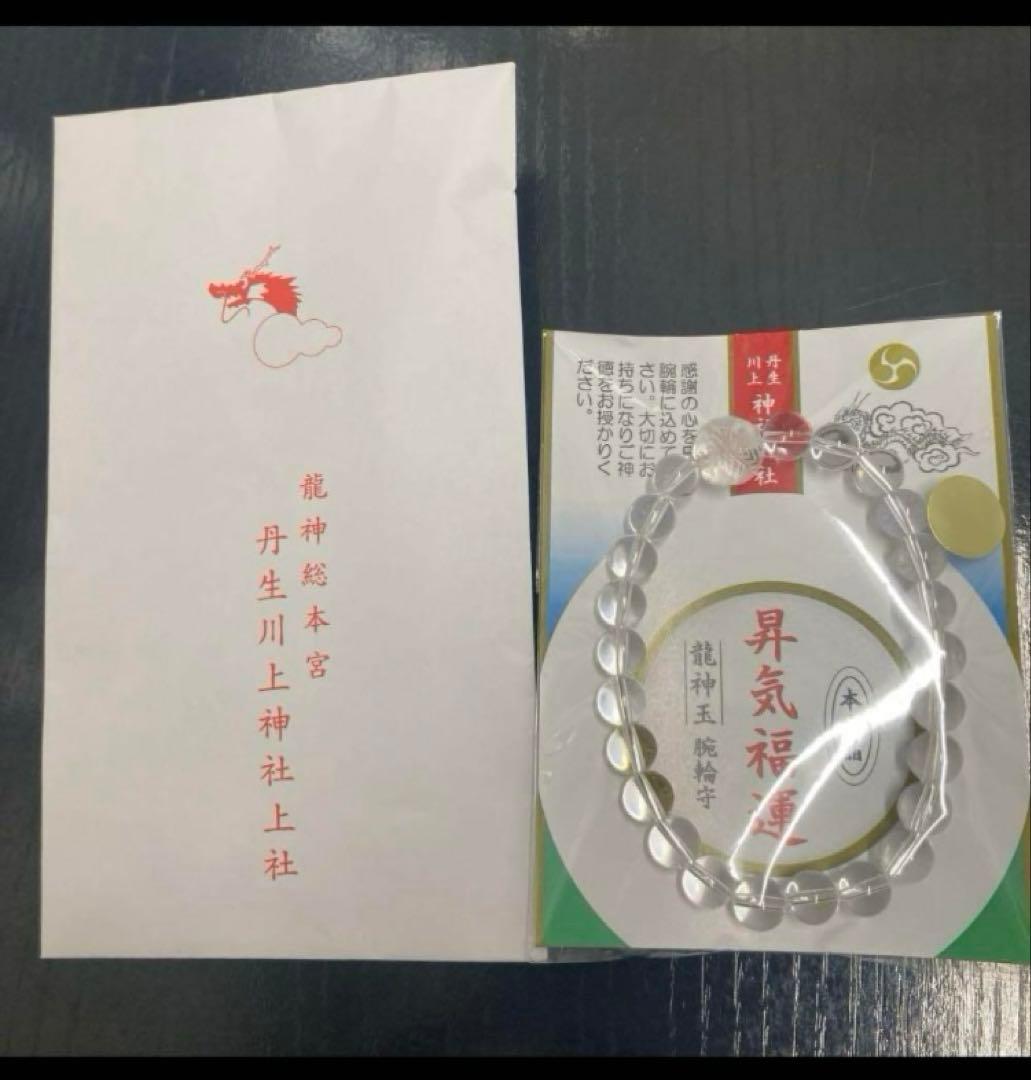 龍神総本宮
丹生川上神社上社
丹生
川上
神
社
感謝の心を
腕輪に込めて
さい。大切にお
持ちになりご神
徳をお授かりく
ださい。
本
昇気福運
龍神玉 腕輪守